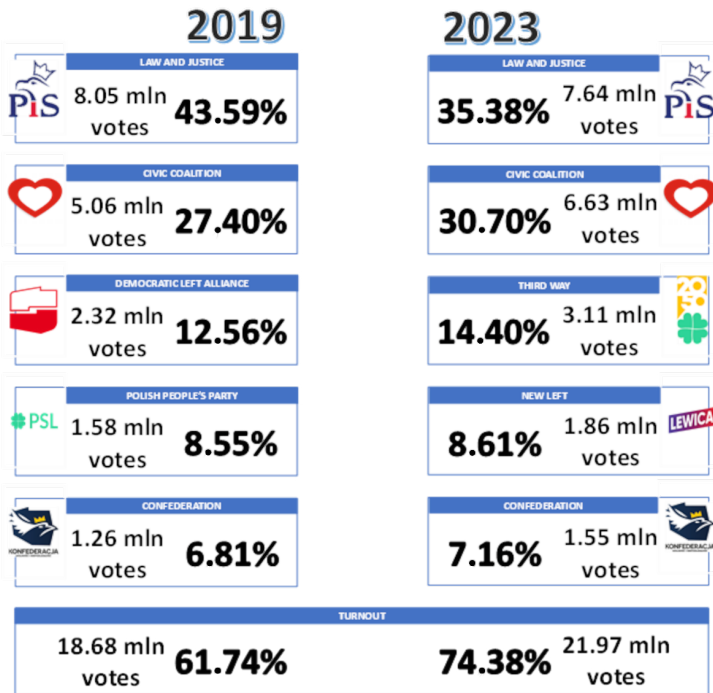 2019 2023
LAW AND JUSTICE
PiS
8.05 mln
votes
43.59%
LAW AND JUSTICE
35.38%
7.64 mln
votes
PiS
CIVIC COALITION
5.06 mln
votes
27.40%
CIVIC COALITION
30.70%
6.63 mln
votes
DEMOCRATIC LEFT ALLIANCE
2.32 mln
votes
12.56%
THIRD WAY
14.40%
3.11 mln
votes
20
50
POLISH PEOPLE'S PARTY
PSL
1.58 mln
votes
8.55%
NEW LEFT
8.61%
1.86 mln
votes
LEWICA
CONFEDERATION
KONFEDERACJA
1.26 mln
votes
6.81%
CONFEDERATION
7.16%
1.55 mln
votes
KONFEDERACJA
TURNOUT
18.68 mln
votes
61.74%
74.38%
21.97 mln
votes